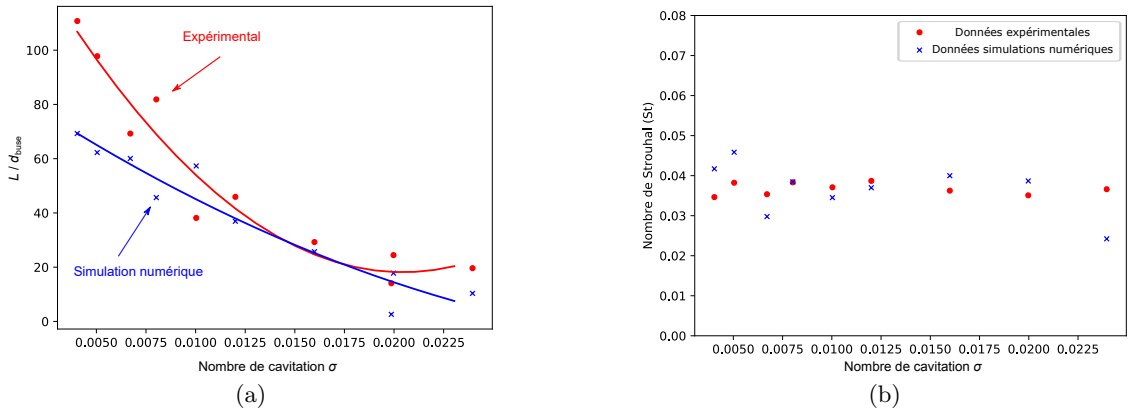 100
80
60
40
20
0
L / d_buse
Expérimental
Simulation numérique
0.0050 0.0075 0.0100 0.0125 0.0150 0.0175 0.0200 0.0225
Nombre de cavitation σ
(a)
0.08
0.07
0.06
0.05
0.04
0.03
0.02
0.01
0.00
Nombre de Strouhal (St)
Données expérimentales
Données simulations numériques
0.0050 0.0075 0.0100 0.0125 0.0150 0.0175 0.0200 0.0225
Nombre de cavitation σ
(b)